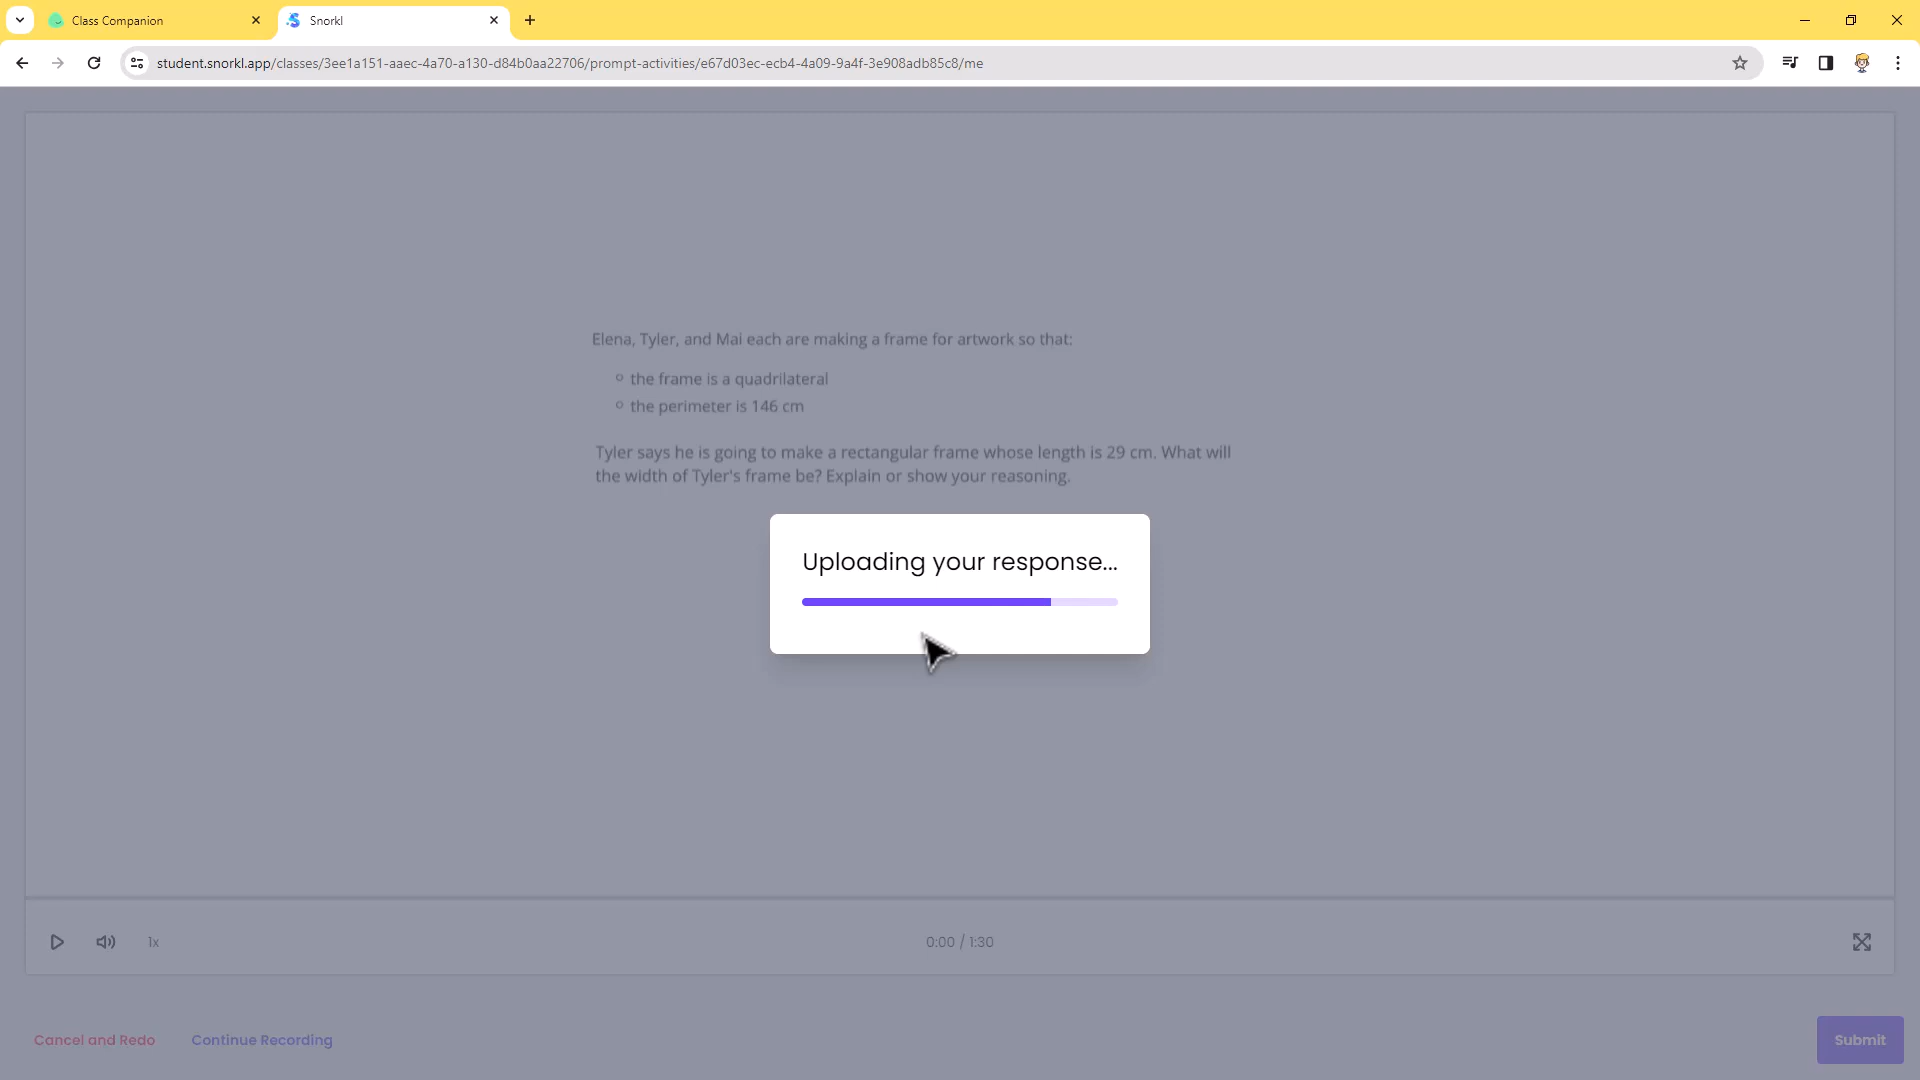 Class Companion
Snorkl
student.snorkl.app/classes/3ee1a151-aaec-4a70-a130-d84b0aa22706/prompt-activities/e67d03ec-ecb4-4a09-9a4f-3e908adb85c8/me
Elena, Tyler, and Mai each are making a frame for artwork so that:
the frame is a quadrilateral
the perimeter is 146 cm
Tyler says he is going to make a rectangular frame whose length is 29 cm. What will
the width of Tyler's frame be? Explain or show your reasoning.
Uploading your response...
1x
0:00 / 1:30
Cancel and Redo
Continue Recording
Submit